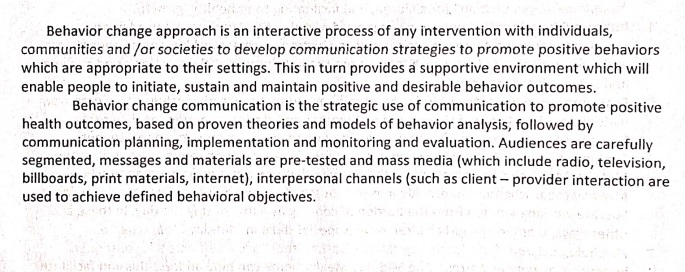 Behavior change approach is an interactive process of any intervention with individuals,
communities and /or societies to develop communication strategies to promote positive behaviors
which are appropriate to their settings. This in turn provides a supportive environment which will
enable people to initiate, sustain and maintain positive and desirable behavior outcomes.
Behavior change communication is the strategic use of communication to promote positive
health outcomes, based on proven theories and models of behavior analysis, followed by
communication planning, implementation and monitoring and evaluation. Audiences are carefully
segmented, messages and materials are pre-tested and mass media (which include radio, television,
billboards, print materials, internet), interpersonal channels (such as client – provider interaction are
used to achieve defined behavioral objectives.